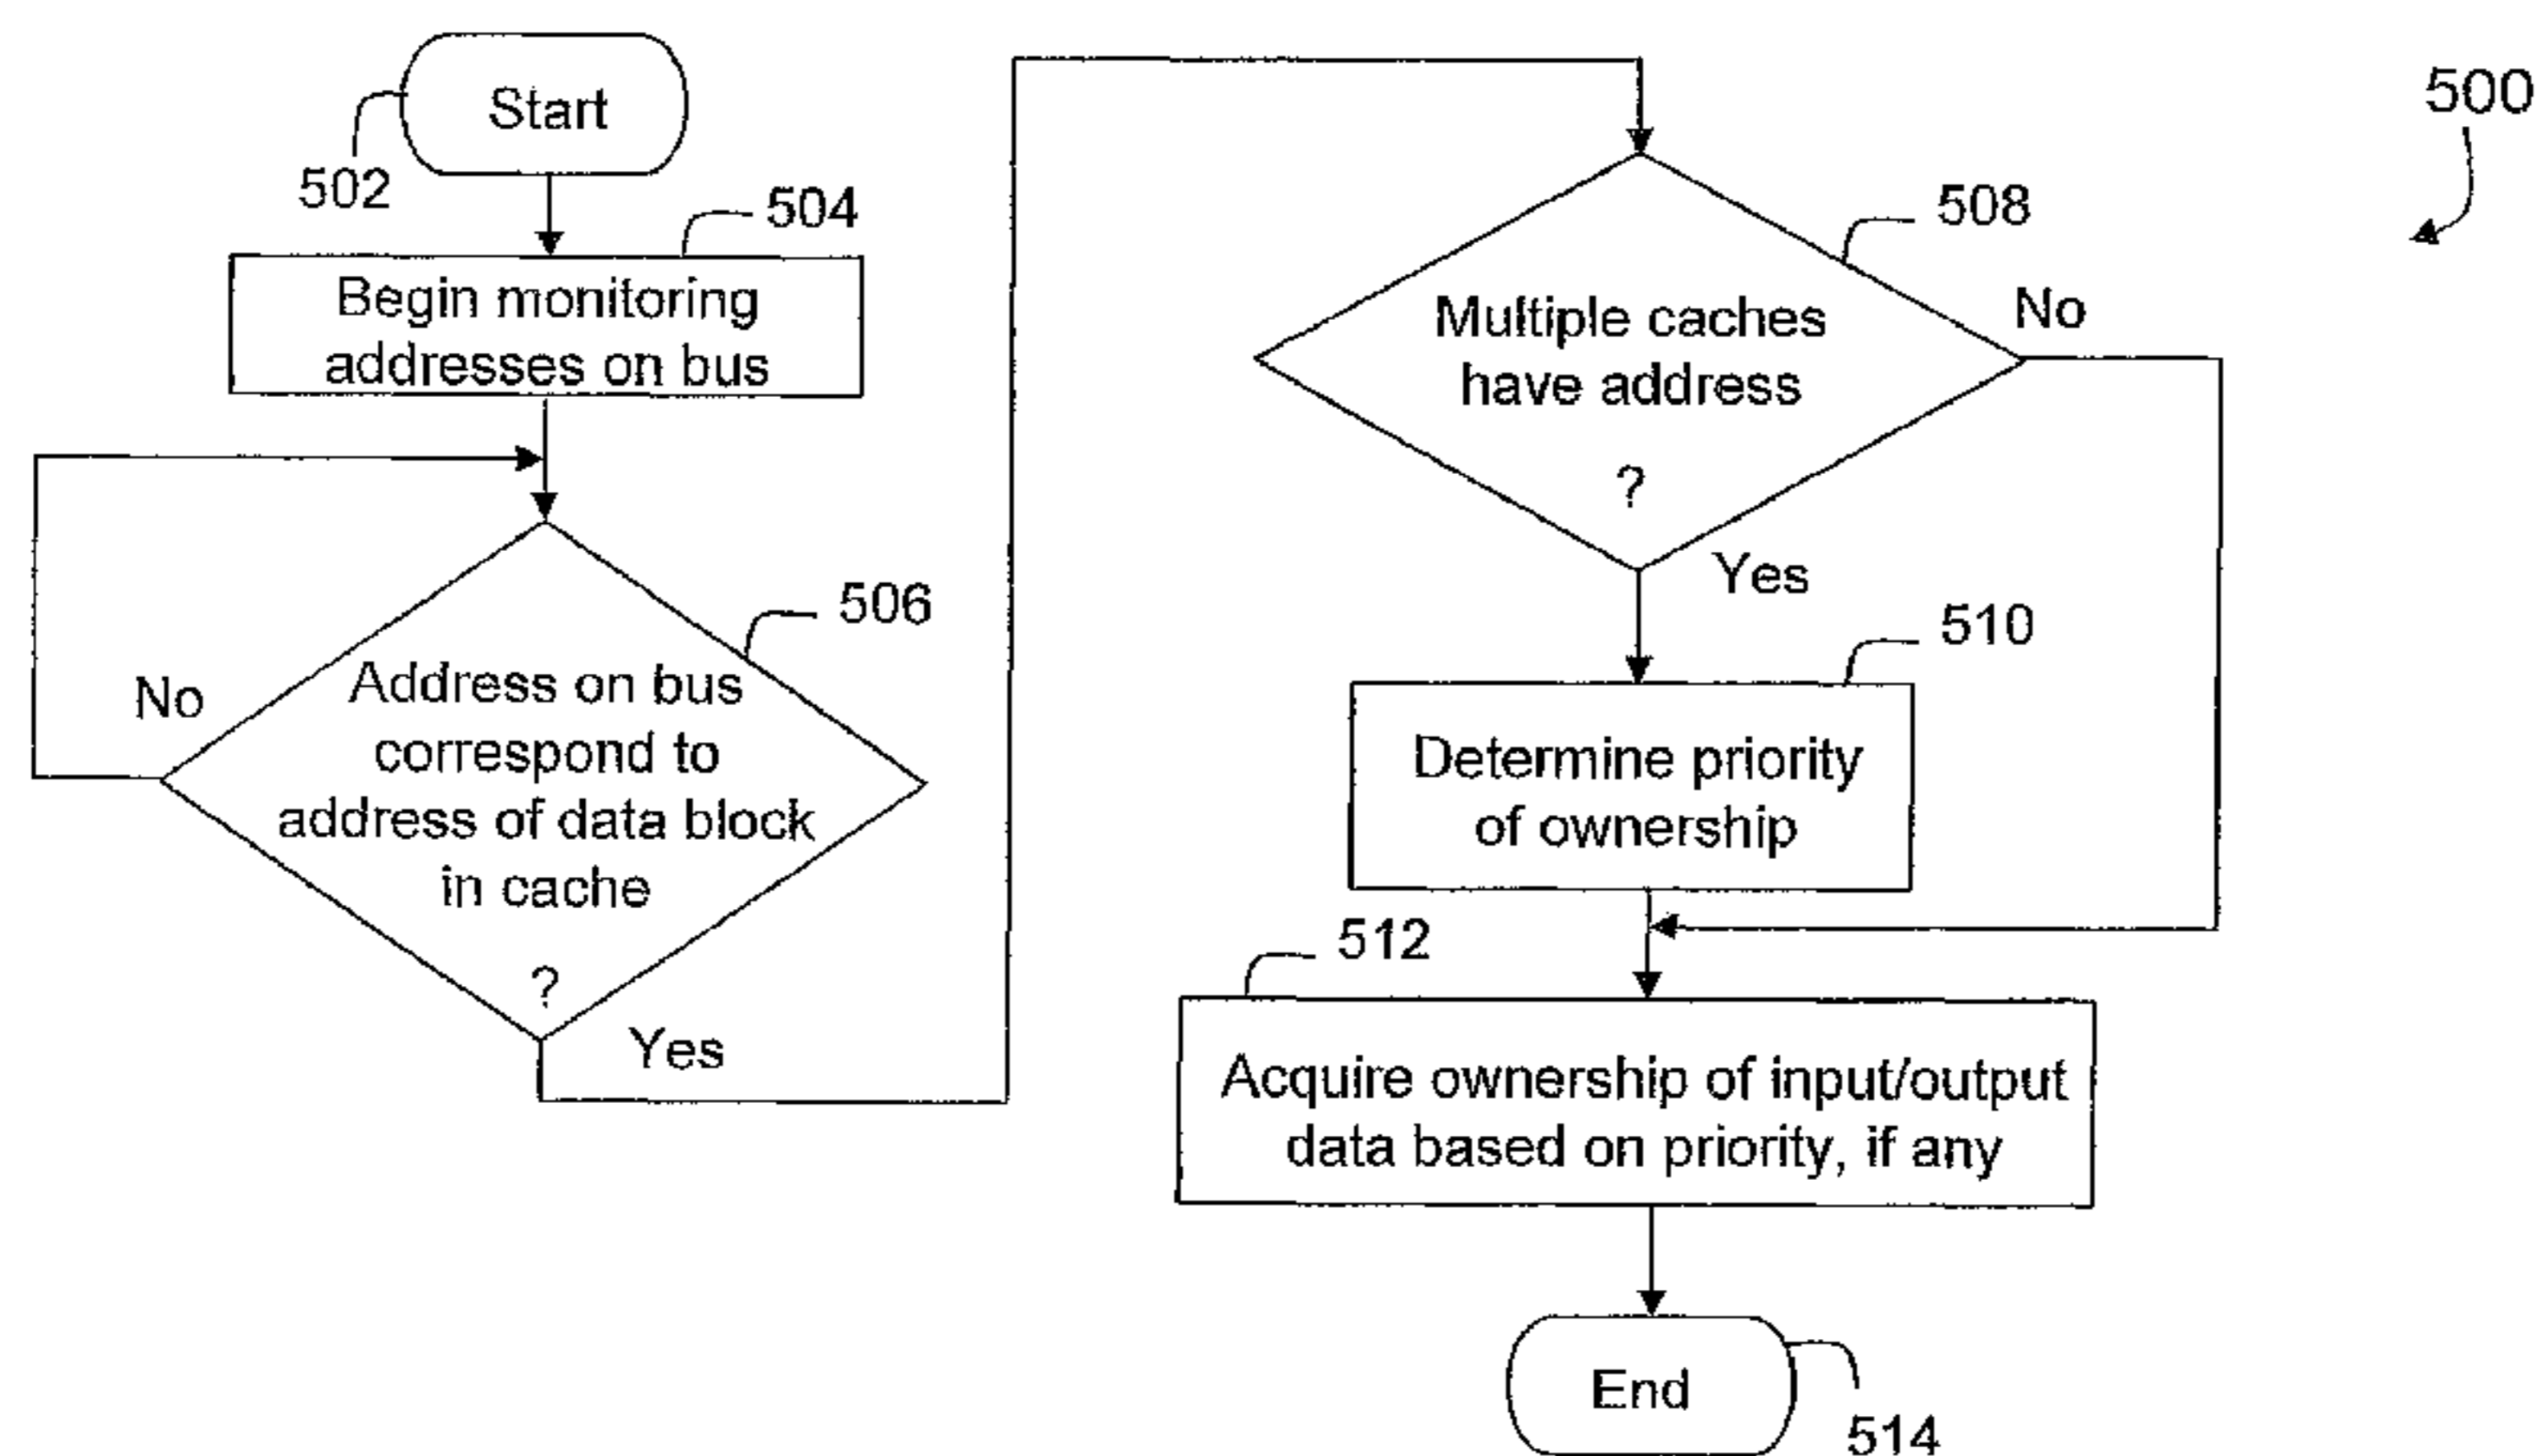 Start
502
504
Begin monitoring
addresses on bus
506
No
Address on bus
correspond to
address of data block
in cache
?
Yes
500
508
Multiple caches
have address
?
No
Yes
510
Determine priority
of ownership
512
Acquire ownership of input/output
data based on priority, if any
End
514